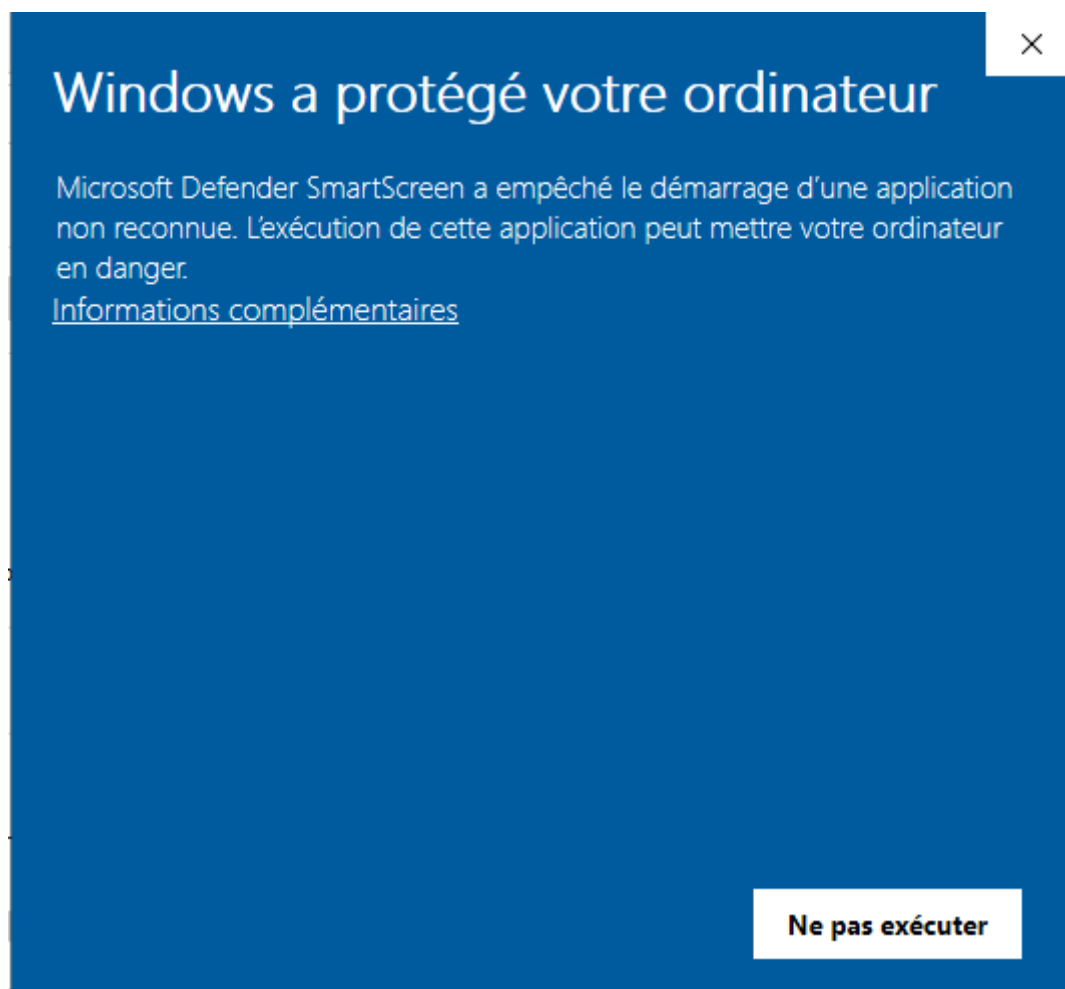 Windows a protégé votre ordinateur
Microsoft Defender SmartScreen a empêché le démarrage d’une application
non reconnue. L’exécution de cette application peut mettre votre ordinateur
en danger.
Informations complémentaires
Ne pas exécuter